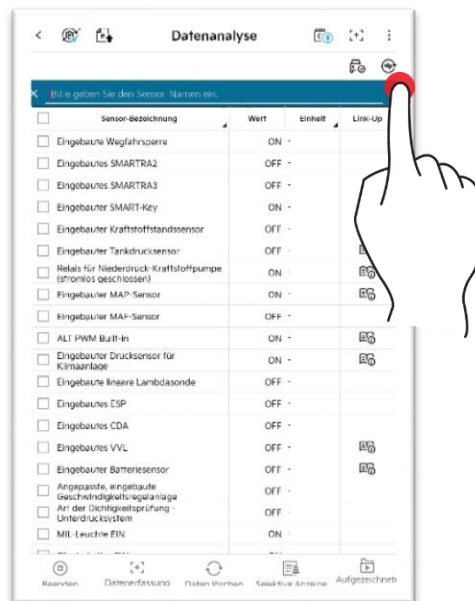 Datenanalyse
Bitte geben Sie den Sensor Namen ein.
Sensor-Bezeichnung Wert Einheit Link-Up
Eingebaute Wegfahrsperre ON -
Eingebautes SMARTRA2 OFF -
Eingebautes SMARTRA3 OFF -
Eingebauter SMART-Key ON -
Eingebauter Kraftstoffstandssensor OFF -
Eingebauter Tankdrucksensor OFF -
Relais für Niederdruck-Kraftstoffpumpe
(stromlos geschlossen) ON -
Eingebauter MAP-Sensor ON -
Eingebauter MAF-Sensor OFF -
ALT PWM Built-in ON -
Eingebauter Drucksensor für
Klimaanlage ON -
Eingebaute lineare Lambdasonde OFF -
Eingebautes ESP OFF -
Eingebautes CDA OFF -
Eingebautes VVL OFF -
Eingebauter Batteriesensor OFF -
Angepasste, eingebaute
Geschwindigkeitsregelanlage OFF -
Art der Dichtigkeitsprüfung -
Unterdrucksystem OFF -
MIL-Leuchte EIN ON -
Beenden Datenerfassung Daten löschen Selektive Anzeige Aufgezeichnete